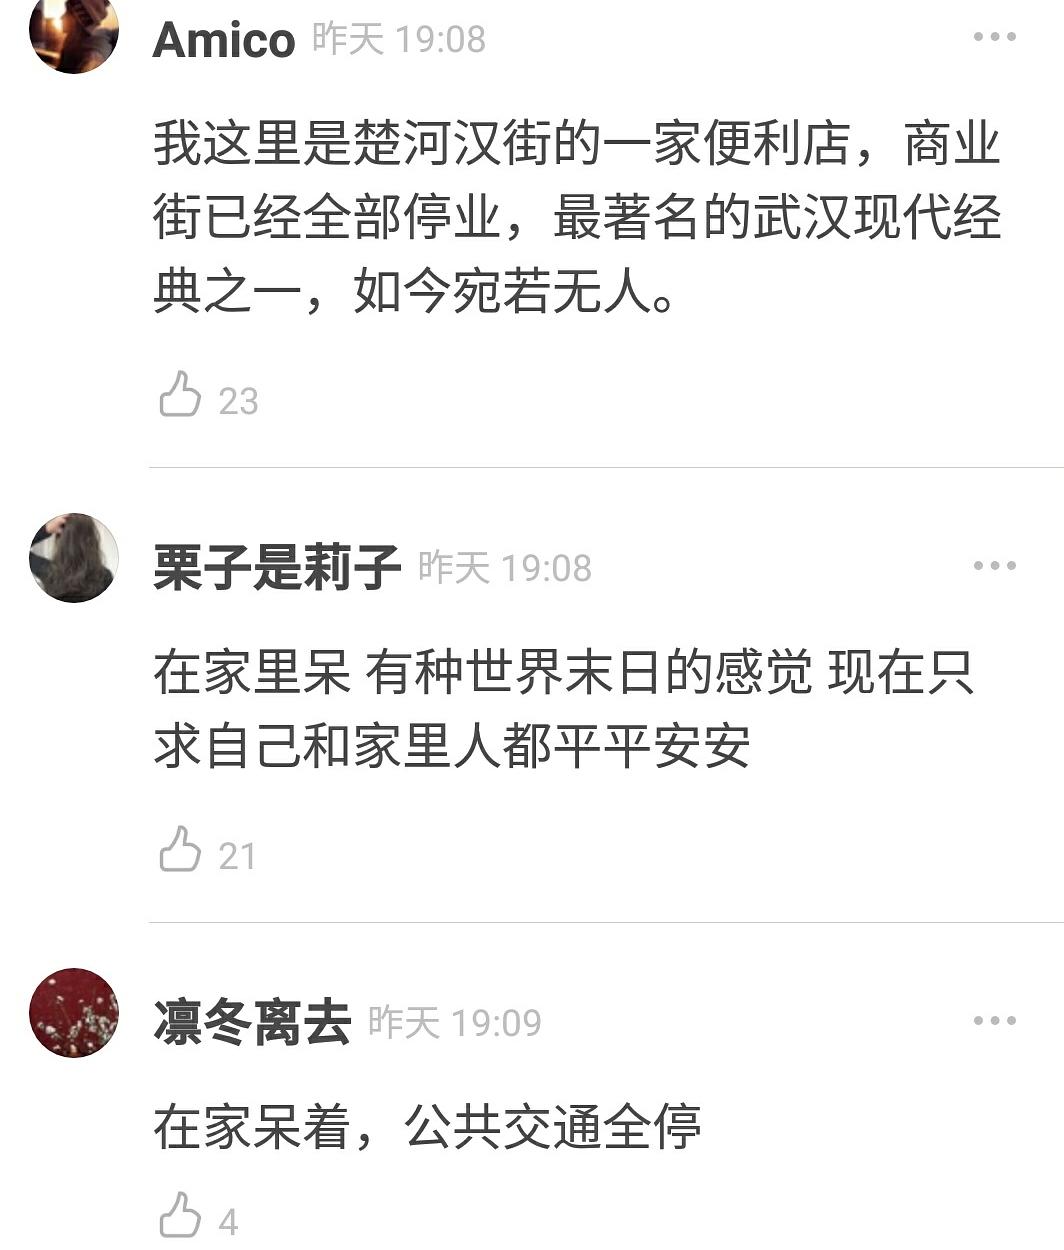 Amico 昨天 19:08
我这里是楚河汉街的一家便利店，商业
街已经全部停业，最著名的武汉现代经
典之一，如今宛若无人。
23
栗子是莉子 昨天 19:08
在家里呆 有种世界末日的感觉 现在只
求自己和家里人都平平安安
21
凛冬离去 昨天 19:09
在家呆着，公共交通全停
4